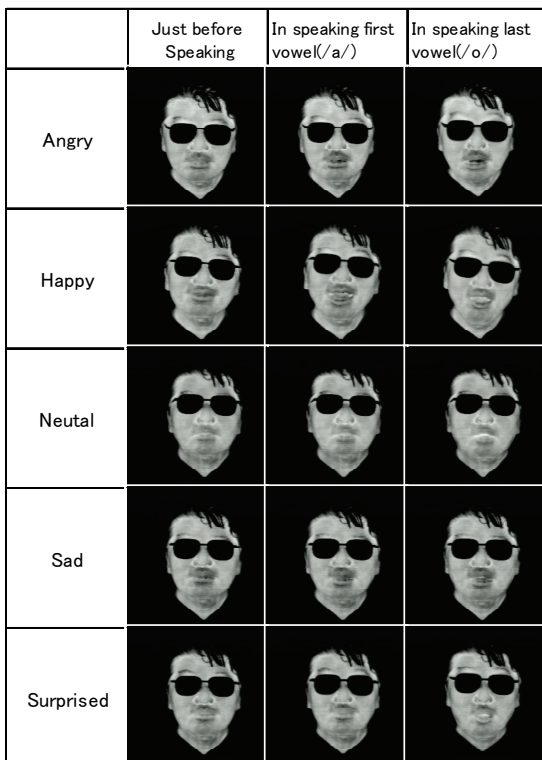 Just before
Speaking
In speaking first
vowel(/a/)
In speaking last
vowel(/o/)
Angry
Happy
Neutal
Sad
Surprised